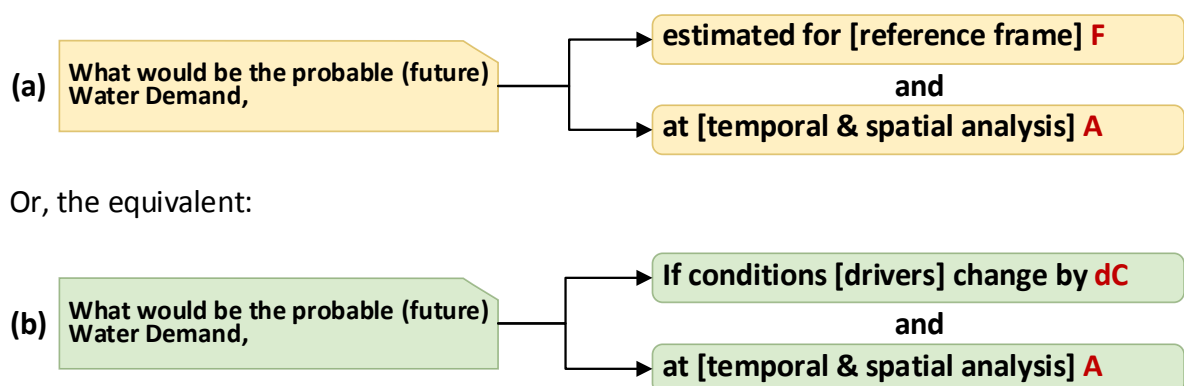 estimated for [reference frame] F
(a)
What would be the probable (future)
Water Demand,
and
at [temporal & spatial analysis] A
Or, the equivalent:
If conditions [drivers] change by dC
(b)
What would be the probable (future)
Water Demand,
and
at [temporal & spatial analysis] A